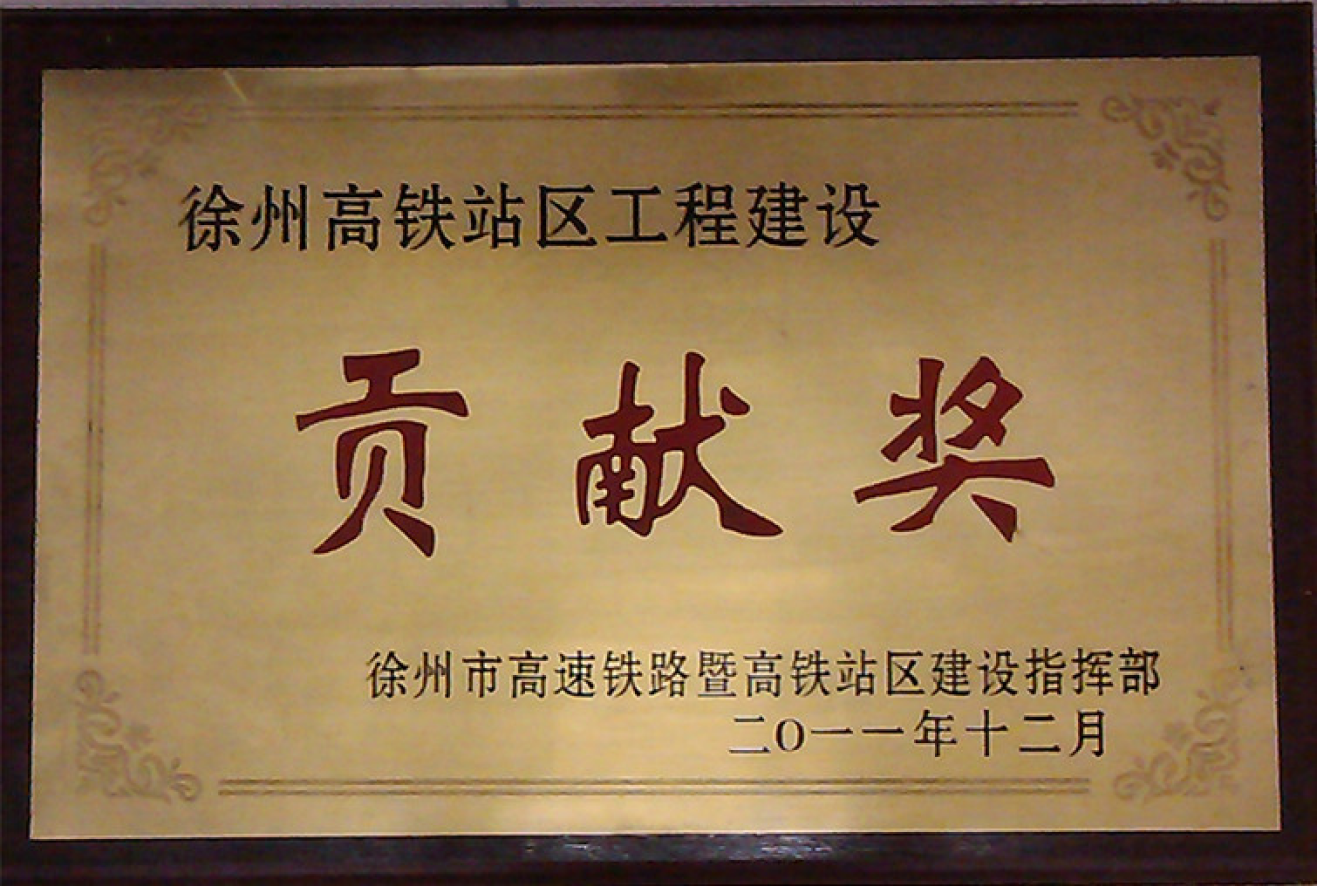 徐州高铁站区工程建设
贡献奖
徐州市高速铁路暨高铁站区建设指挥部
二〇一一年十二月